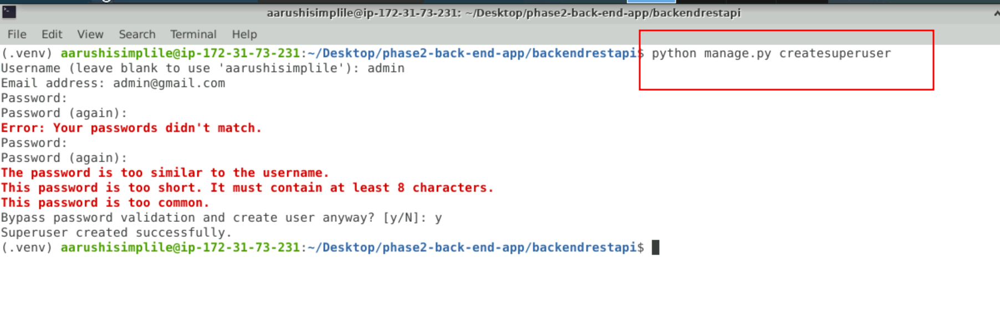 aarushisimplile@ip-172-31-73-231: ~/Desktop/phase2-back-end-app/backendrestapi
File Edit View Search Terminal Help
(.venv) aarushisimplile@ip-172-31-73-231:~/Desktop/phase2-back-end-app/backendrestapi$ python manage.py createsuperuser
Username (leave blank to use 'aarushisimplile'): admin
Email address: admin@gmail.com
Password:
Password (again):
Error: Your passwords didn't match.
Password:
Password (again):
The password is too similar to the username.
This password is too short. It must contain at least 8 characters.
This password is too common.
Bypass password validation and create user anyway? [y/N]: y
Superuser created successfully.
(.venv) aarushisimplile@ip-172-31-73-231:~/Desktop/phase2-back-end-app/backendrestapi$